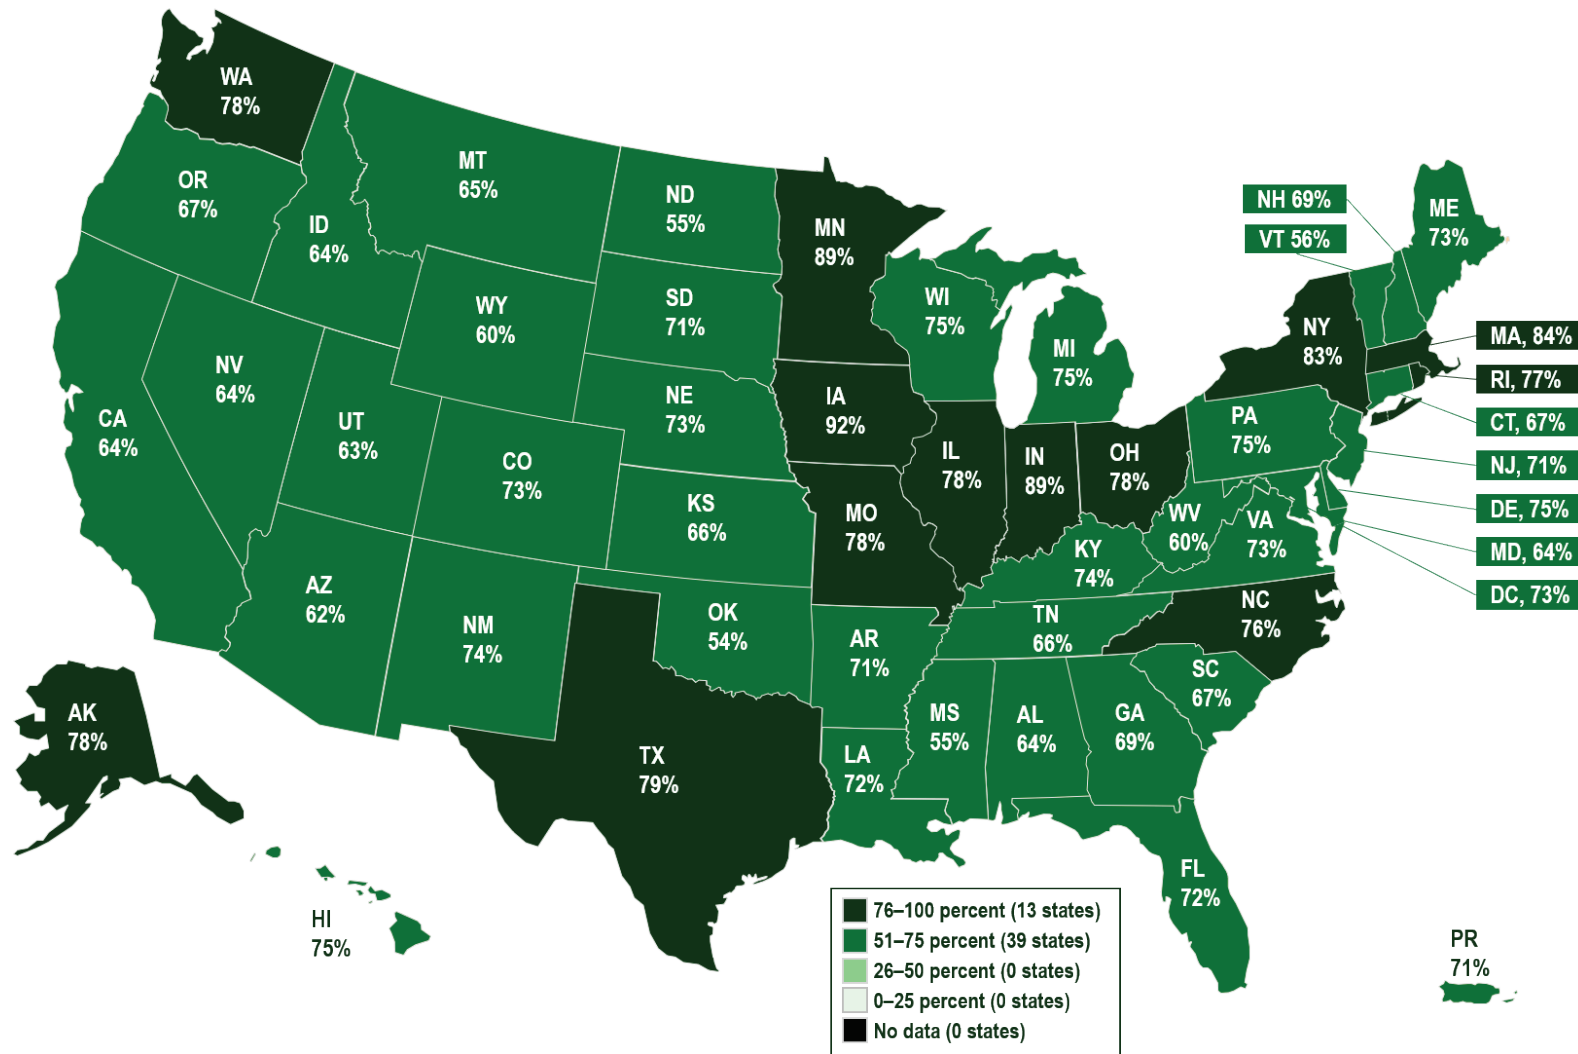 WA
78%
OR
67%
MT
65%
ID
64%
ND
55%
MN
89%
NH 69%
VT 56%
ME
73%
WY
60%
SD
71%
WI
75%
MI
75%
NY
83%
MA, 84%
RI, 77%
CT, 67%
NJ, 71%
DE, 75%
MD, 64%
DC, 73%
NV
64%
CA
64%
UT
63%
CO
73%
NE
73%
IA
92%
IL
78%
IN
89%
OH
78%
PA
75%
KS
66%
MO
78%
KY
74%
WV
60%
VA
73%
AZ
62%
NM
74%
OK
54%
AR
71%
TN
66%
NC
76%
SC
67%
MS
55%
AL
64%
GA
69%
LA
72%
TX
79%
AK
78%
HI
75%
FL
72%
PR
71%
76–100 percent (13 states)
51–75 percent (39 states)
26–50 percent (0 states)
0–25 percent (0 states)
No data (0 states)